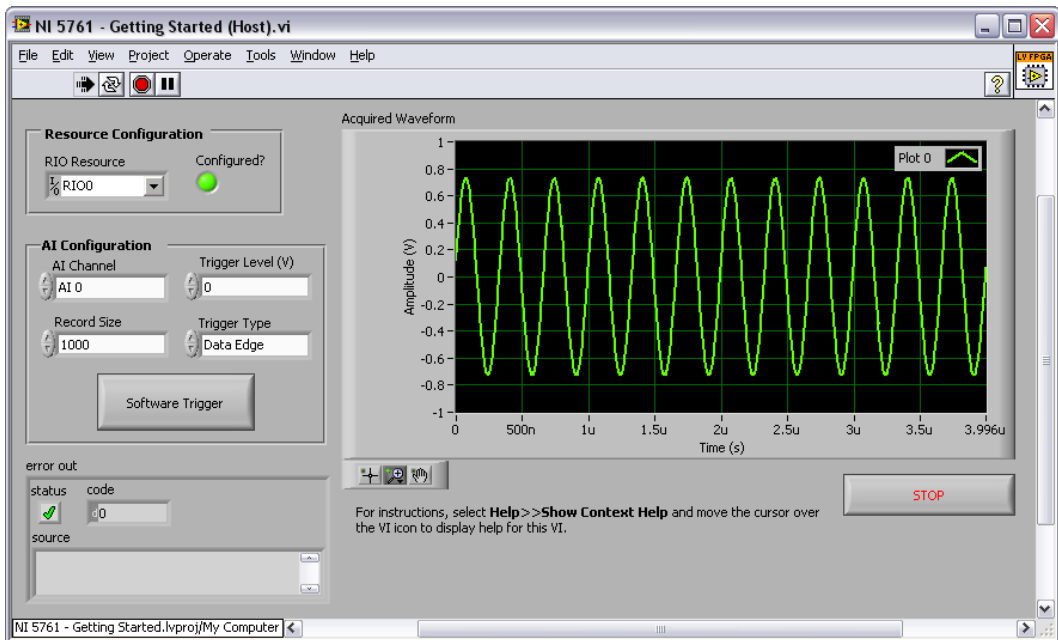 NI 5761 - Getting Started (Host).vi
File Edit View Project Operate Tools Window Help
LV FPGA
Resource Configuration
RIO Resource
Configured?
I/O RIO0
AI Configuration
AI Channel
Trigger Level (V)
AI 0
0
Record Size
Trigger Type
1000
Data Edge
Software Trigger
error out
status
code
d0
source
Acquired Waveform
Plot 0
Amplitude (V)
1
0.8
0.6
0.4
0.2
0
-0.2
-0.4
-0.6
-0.8
-1
0 500n 1u 1.5u 2u 2.5u 3u 3.5u 3.996u
Time (s)
For instructions, select Help>>Show Context Help and move the cursor over
the VI icon to display help for this VI.
STOP
NI 5761 - Getting Started.lvproj/My Computer